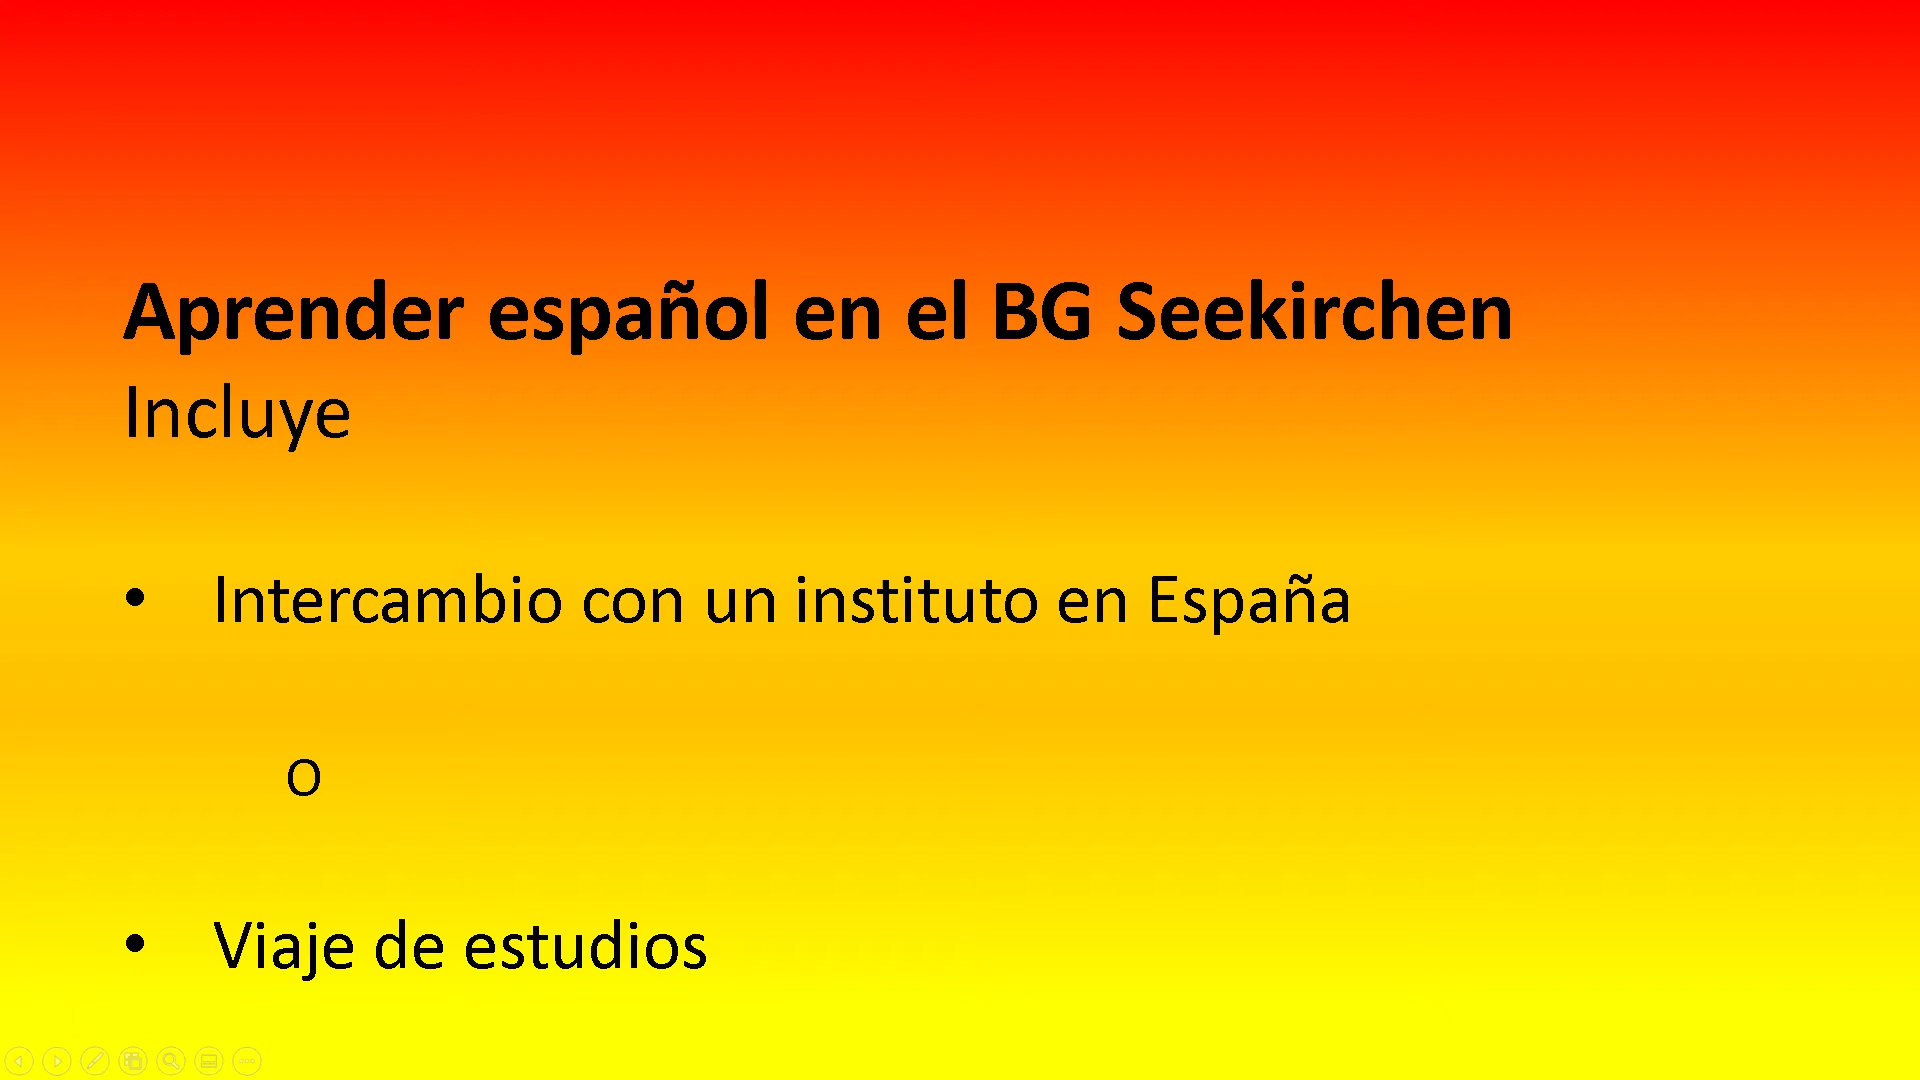 Aprender español en el BG Seekirchen
Incluye
• Intercambio con un instituto en España
o
• Viaje de estudios